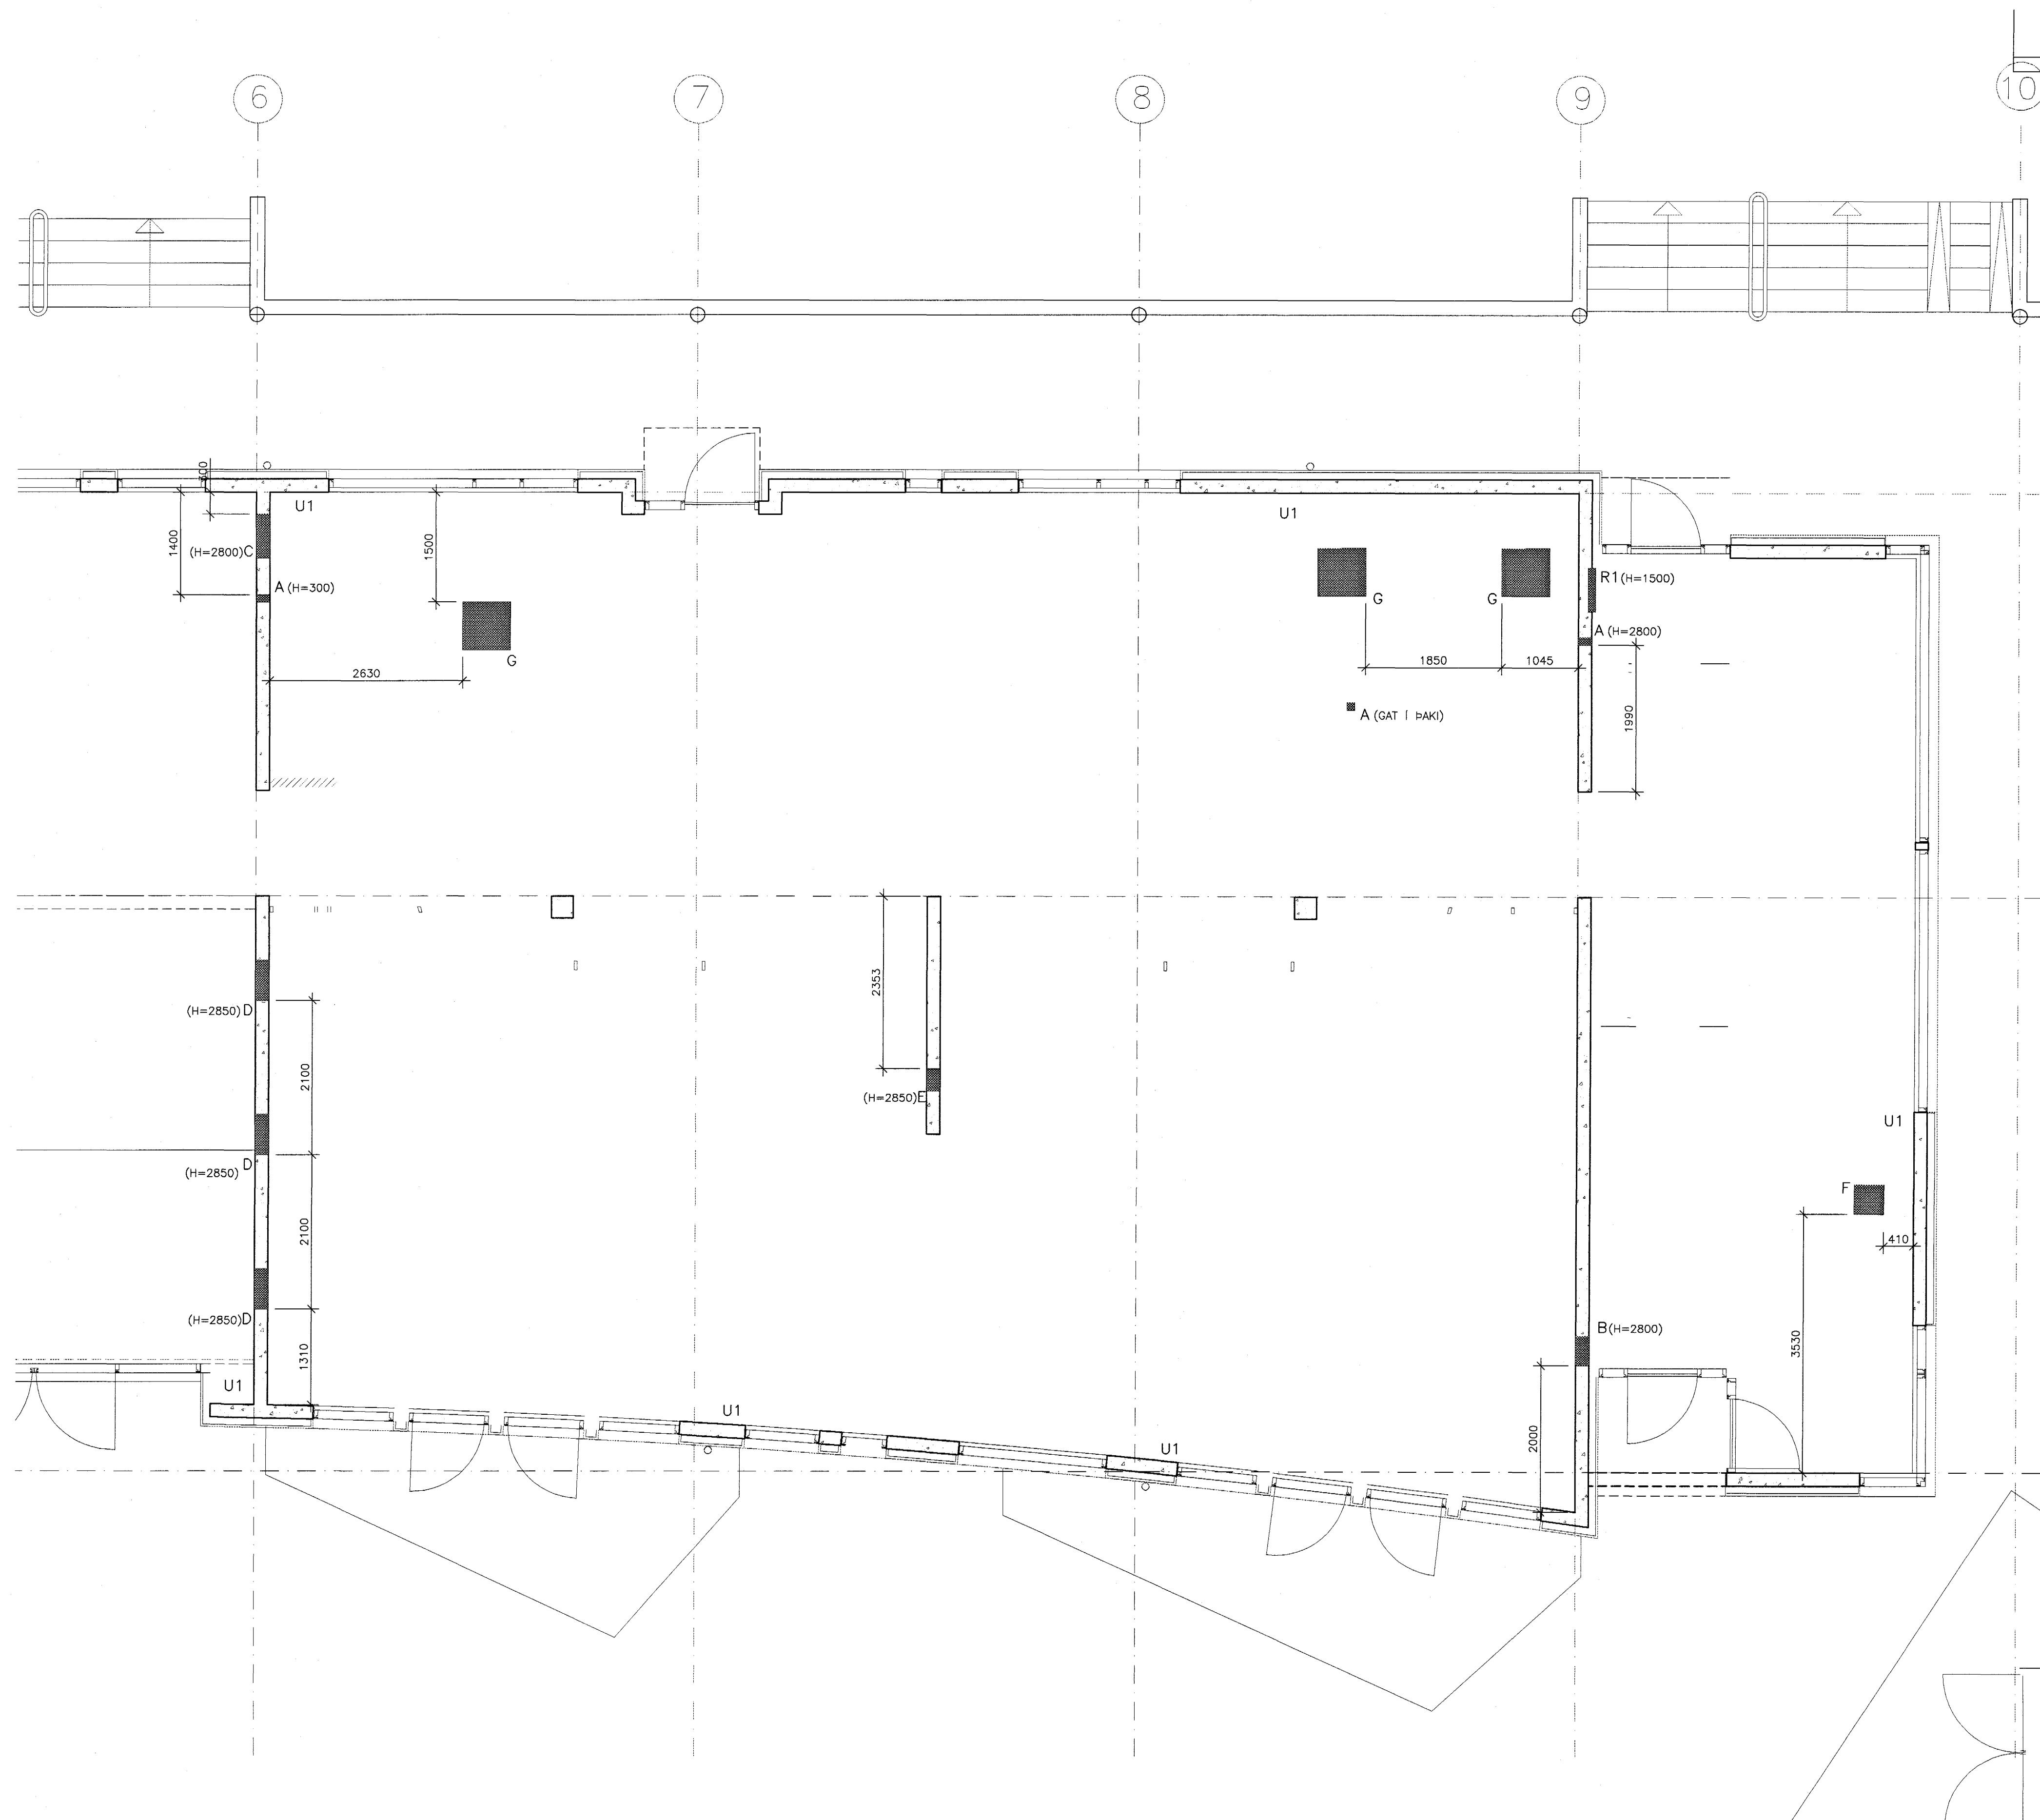 6
7
8
9
10
U1
U1
1400
1500
(H=2800)C
A (H=300)
G
G
G
R1(H=1500)
A (H=2800)
2630
1850
1045
A (GAT Í ÞAKI)
1990
2353
(H=2850)D
2100
(H=2850)E
U1
(H=2850)
D
F
2100
410
(H=2850)D
B(H=2800)
3530
1310
U1
U1
U1
2000